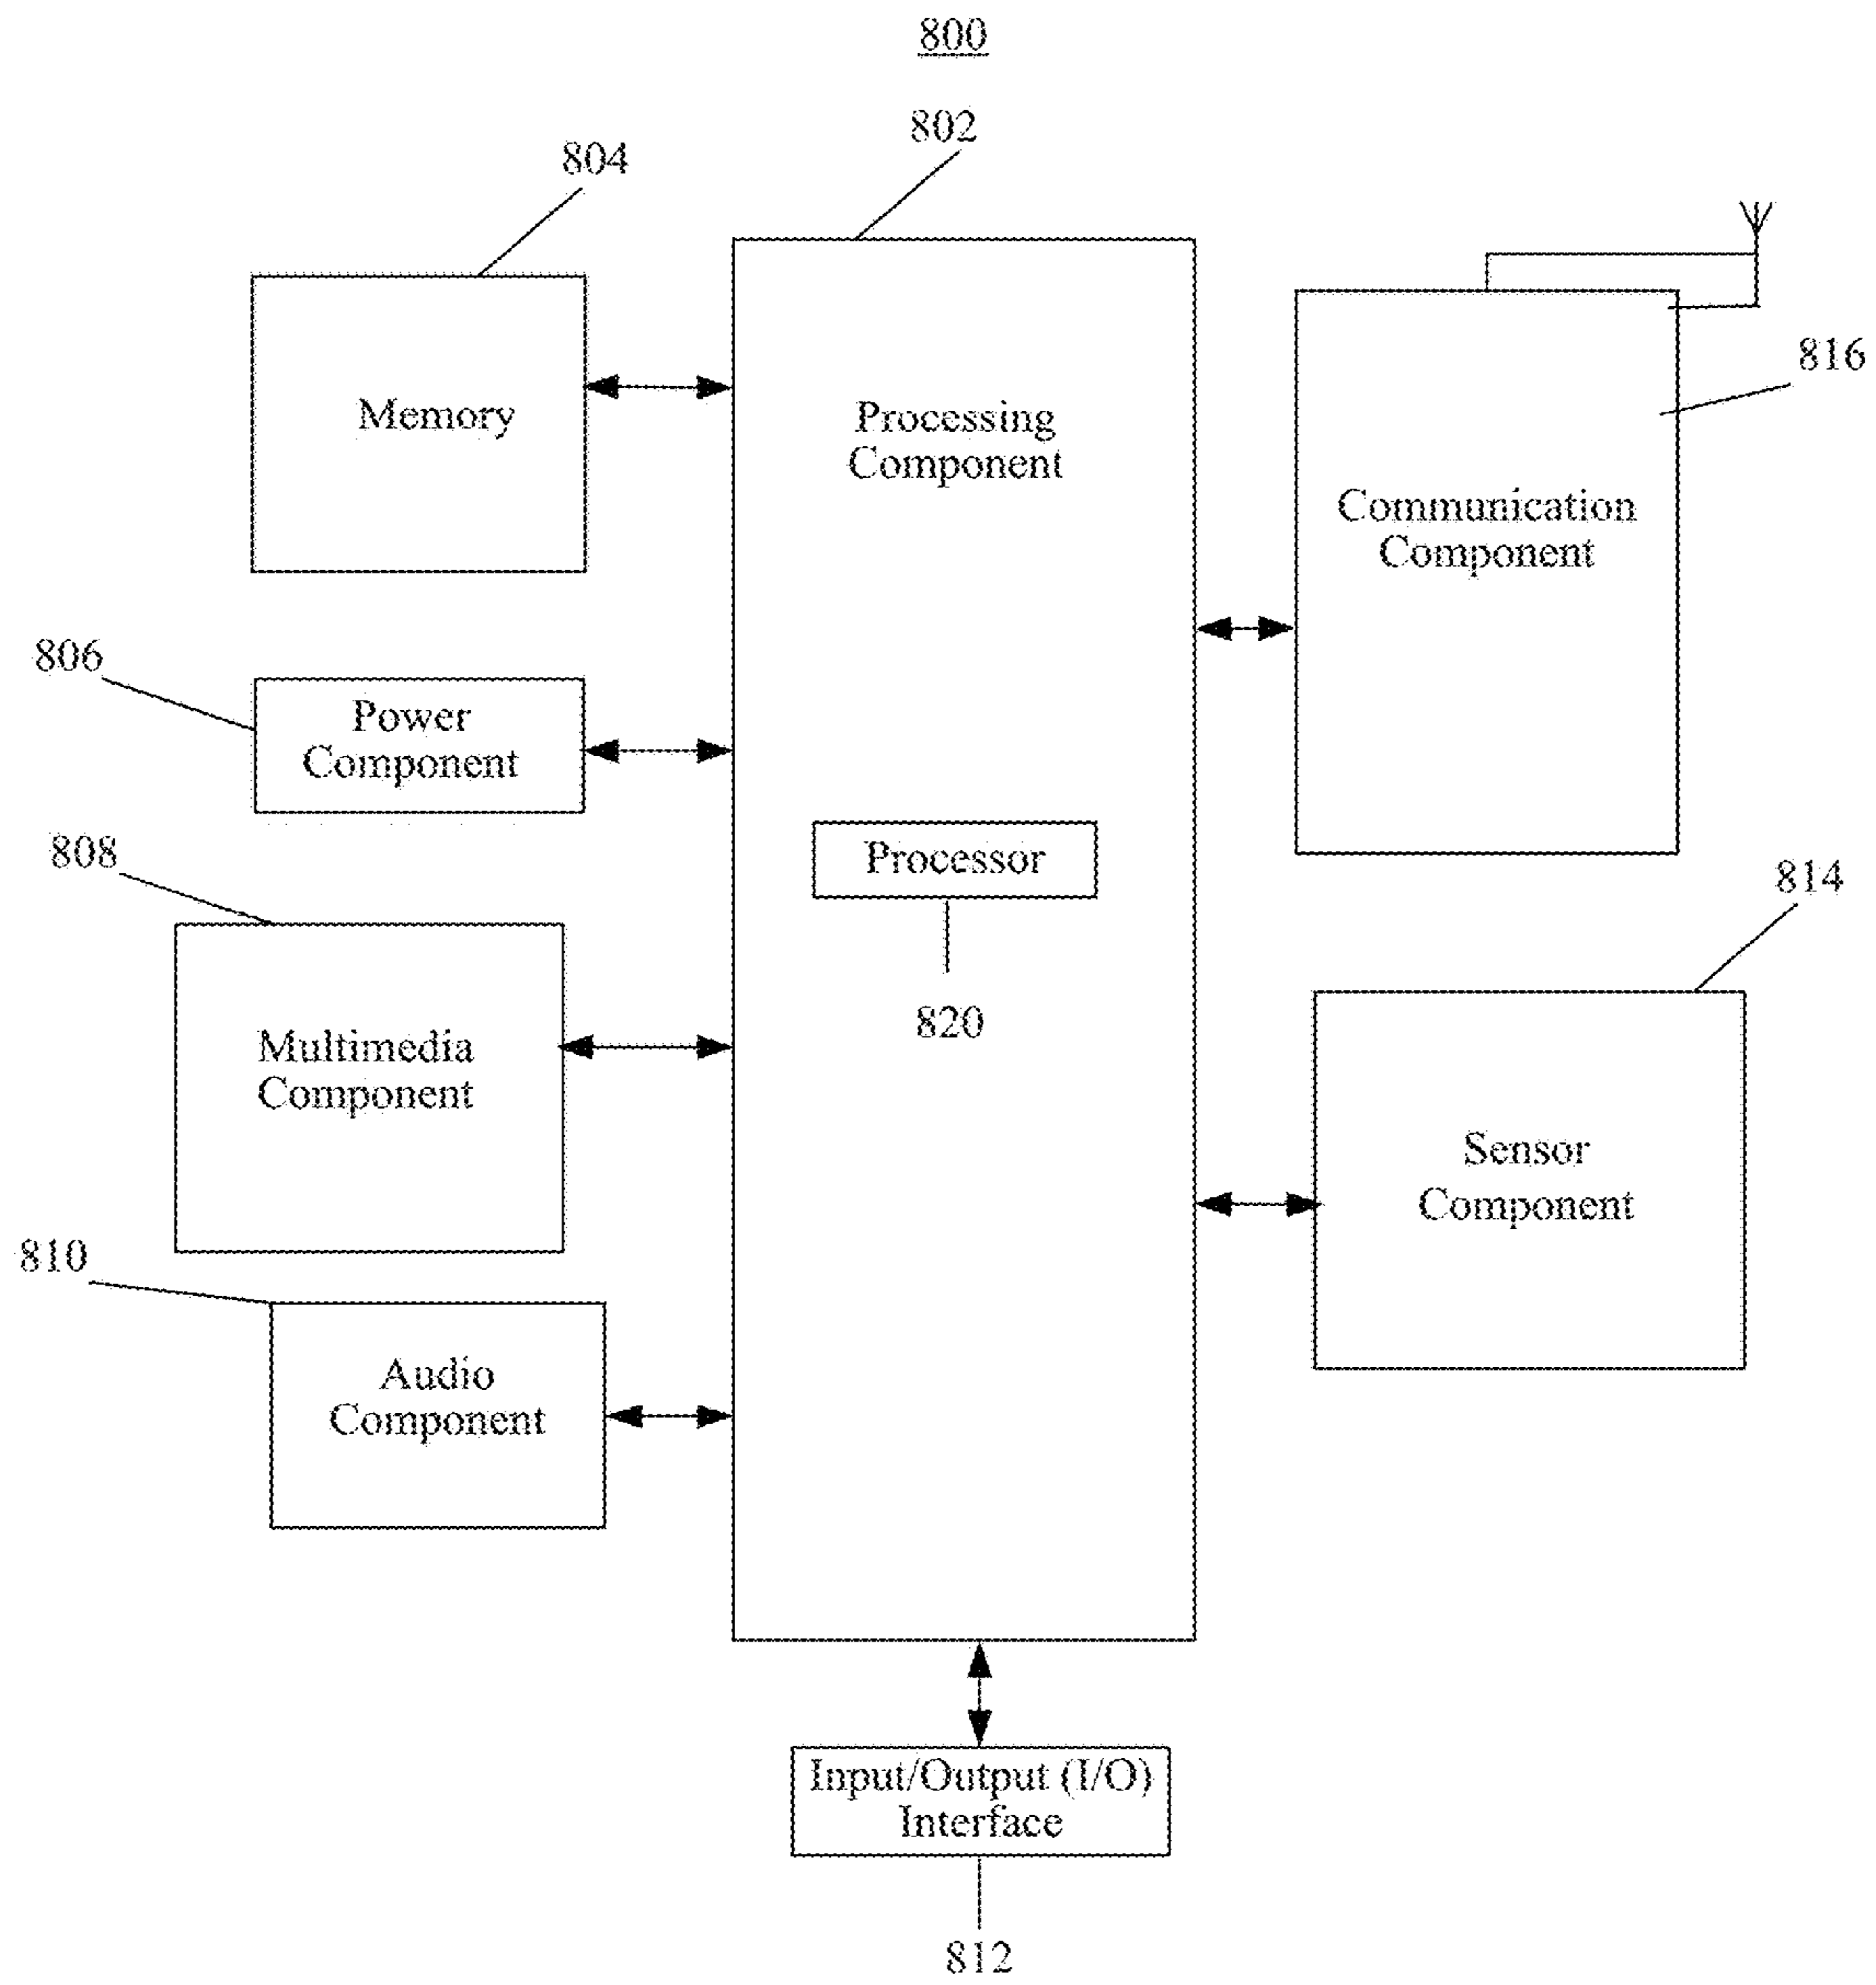 800
802
804
Memory
Processing
Component
816
Communication
Component
806
Power
Component
808
Processor
814
820
Multimedia
Component
Sensor
Component
810
Audio
Component
Input/Output (I/O)
Interface
812